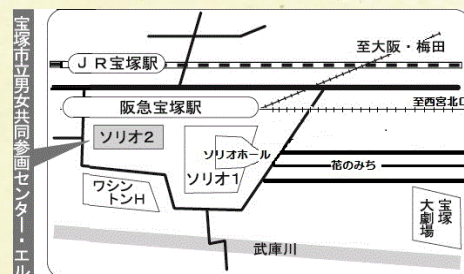 宝塚市立男女共同参画センター・エル
JR宝塚駅
至大阪・梅田
阪急宝塚駅
至西宮北口
ソリオ2
ソリオホール
ソリオ1
花のみち
ワシン
トンH
宝塚
大劇場
武庫川